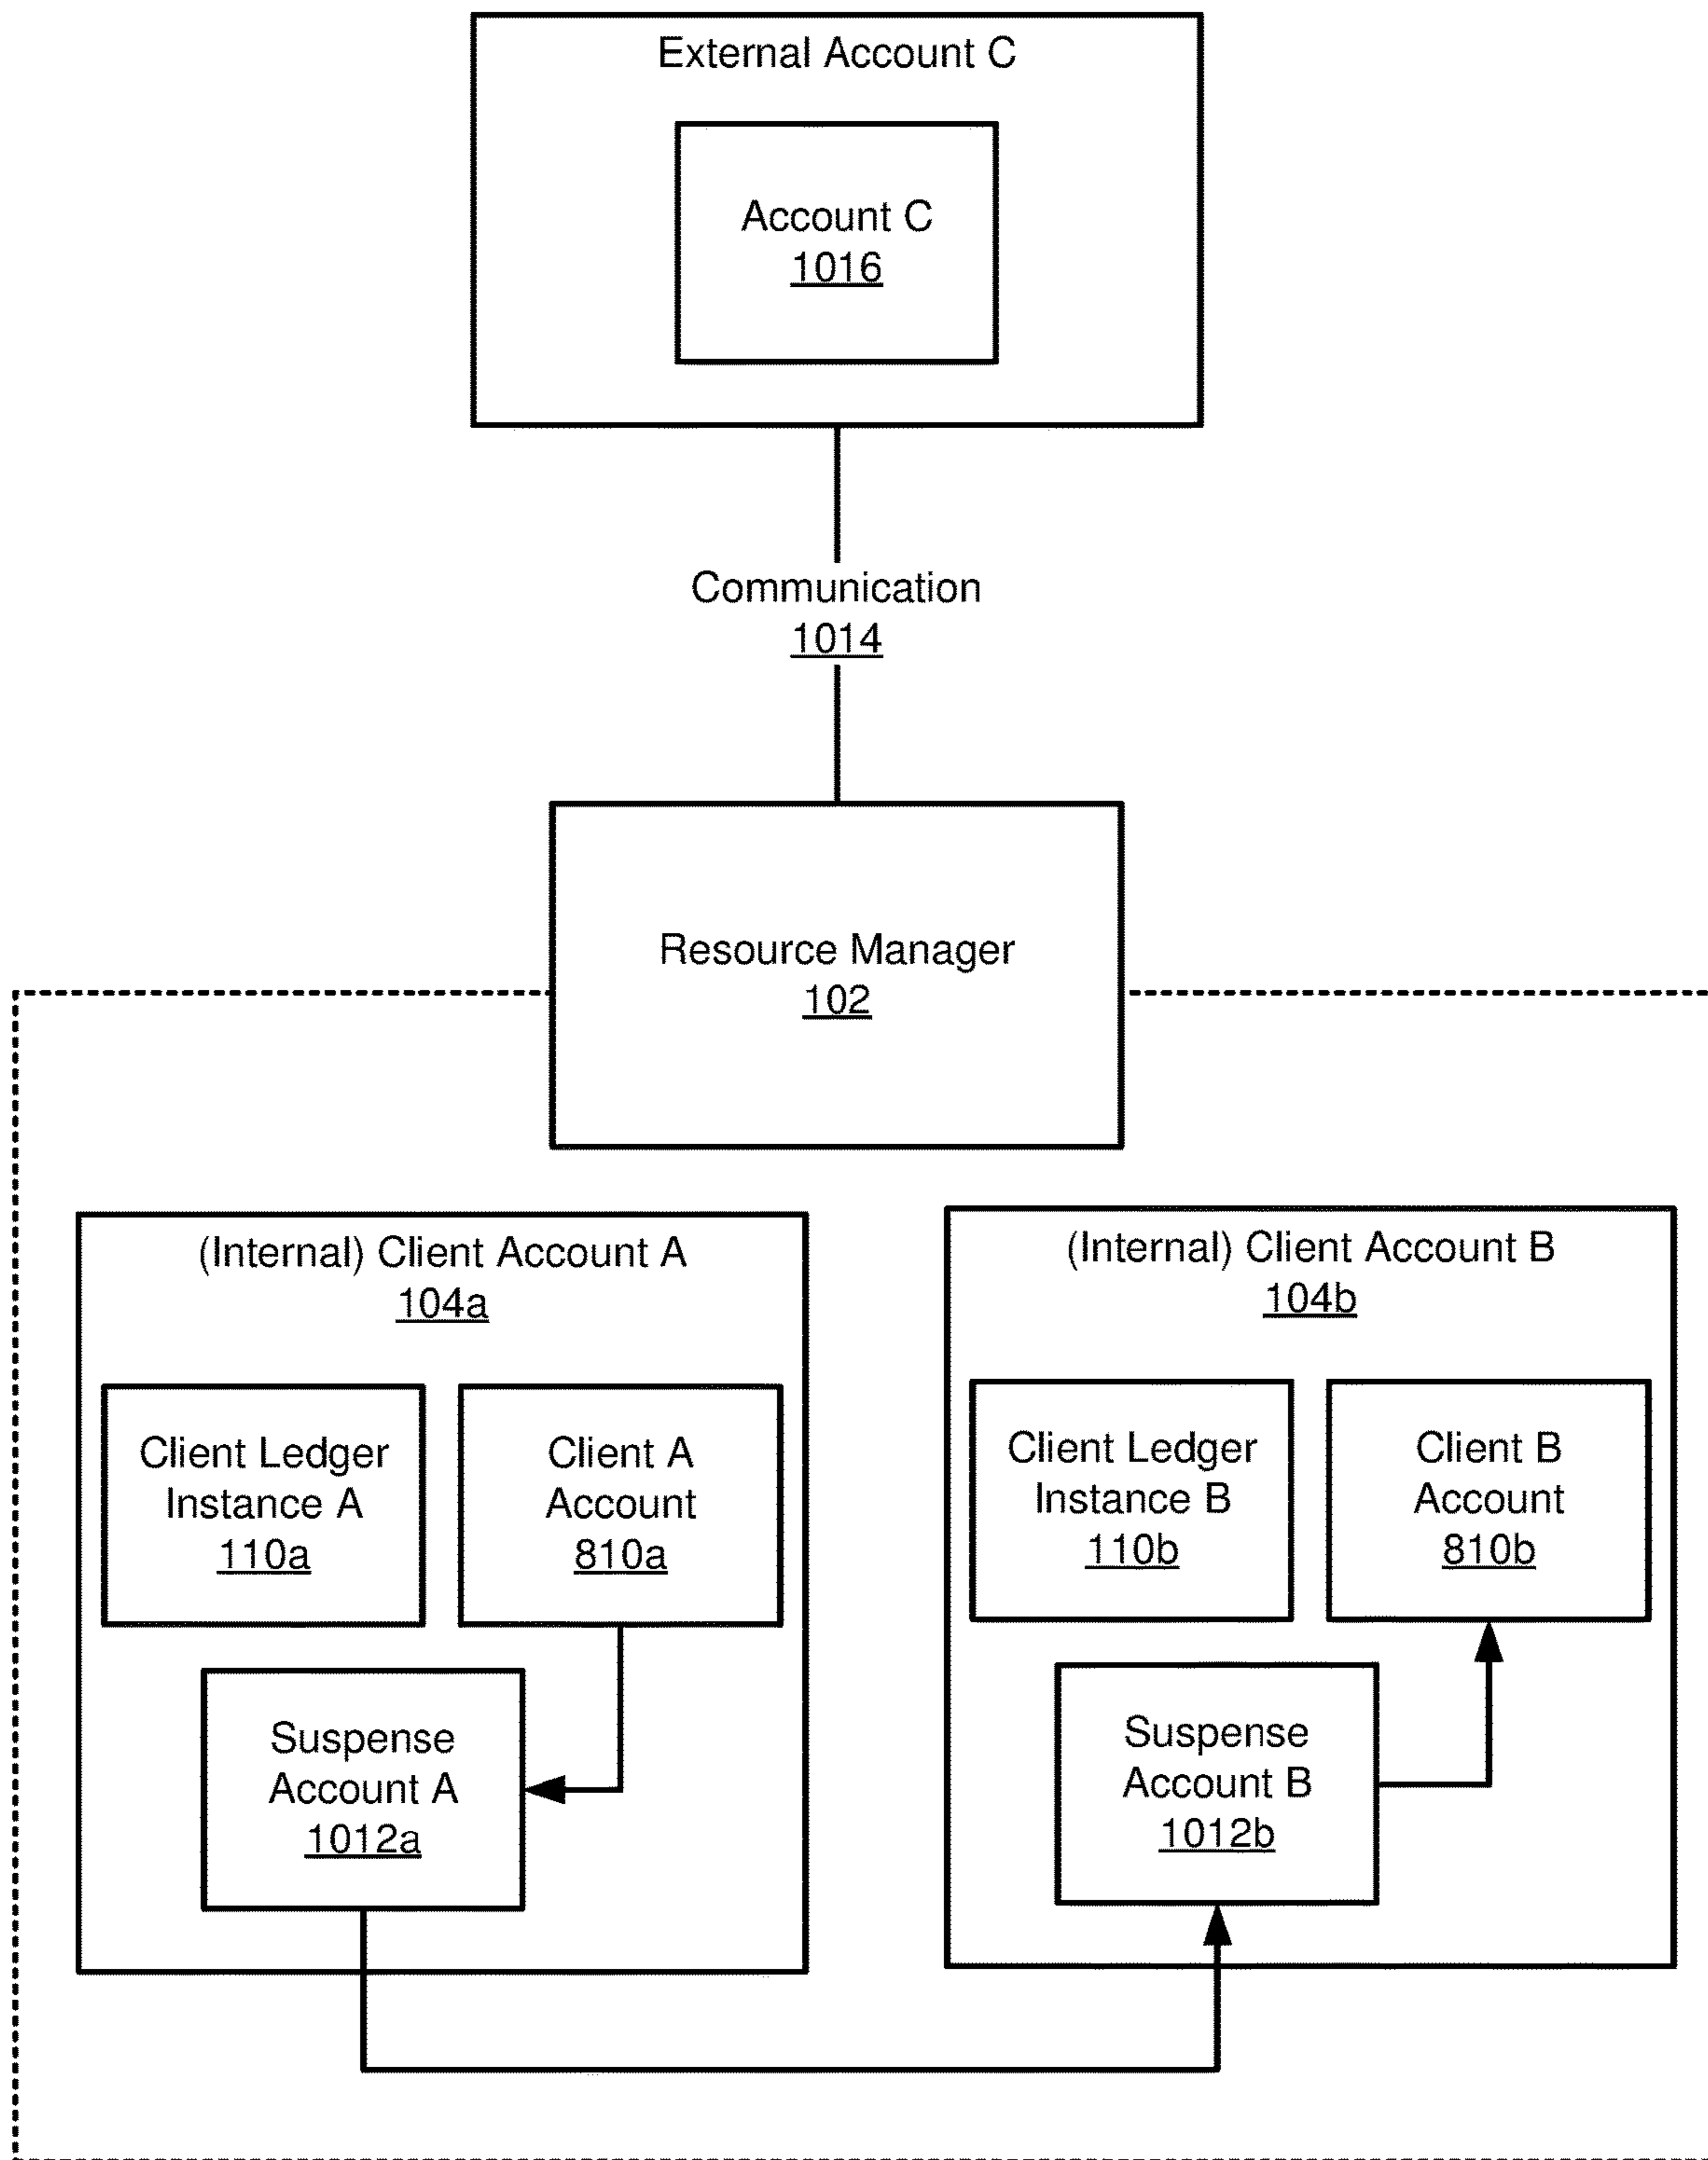 External Account C
Account C
1016
Communication
1014
Resource Manager
102
(Internal) Client Account A
104a
Client Ledger
Instance A
110a
Client A
Account
810a
Suspense
Account A
1012a
(Internal) Client Account B
104b
Client Ledger
Instance B
110b
Client B
Account
810b
Suspense
Account B
1012b